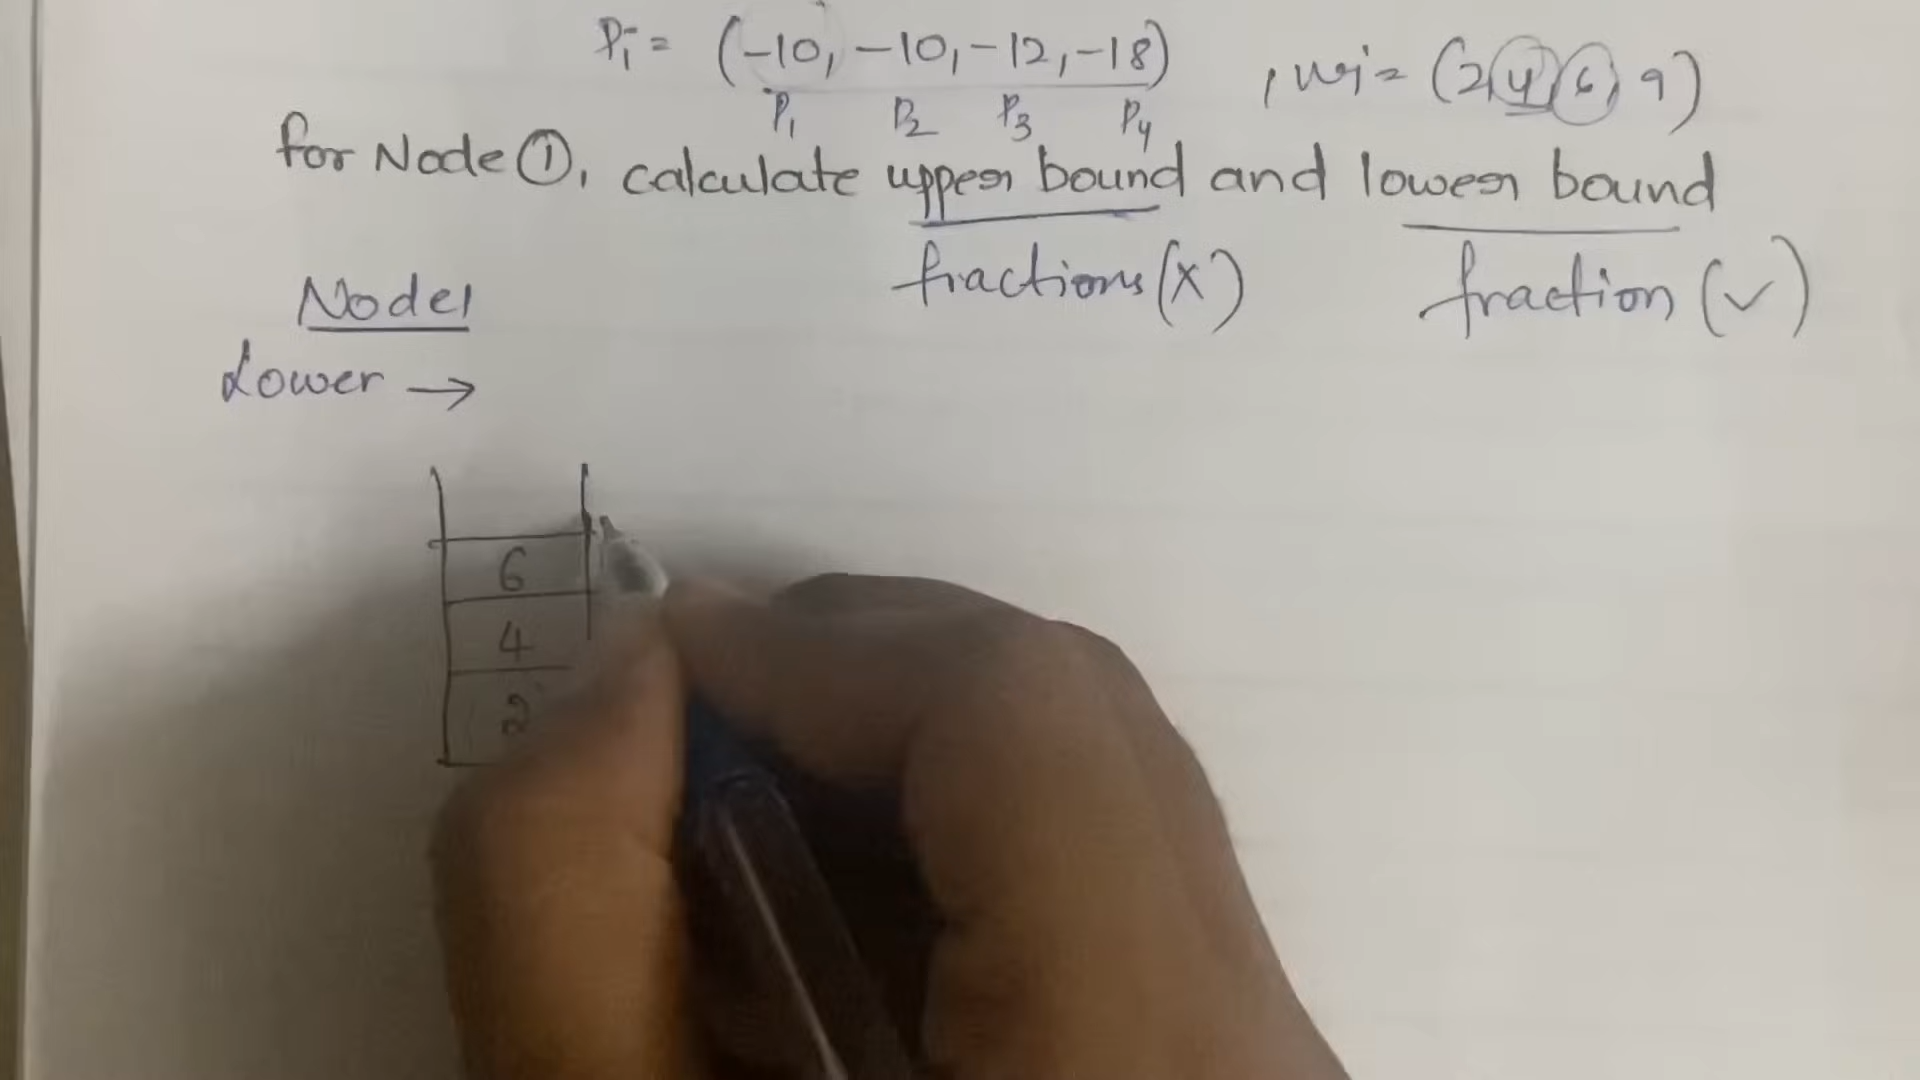 Pi = (-10, -10, -12, -18) , wi = (2, 4, 6, 9)
P1 P2 P3 P4
for Node ①, calculate upper bound and lower bound
fractions (x) fraction (✓)
Node1
Lower →
6
4
2